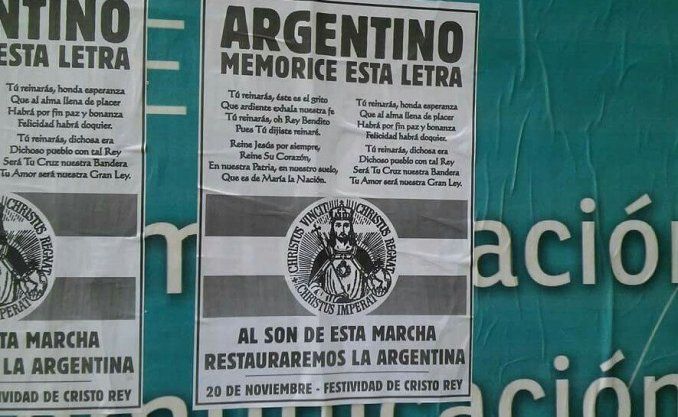 NTINO
ESTA LETRA
Tú reinarás, honda esperanza
Que al alma llena de placer
Habrá por fin paz y bonanza
Felicidad habrá doquier.
Tú reinarás, dichosa era
Dichoso pueblo con tal Rey
Será Tu Cruz nuestra Bandera
Tu Amor será nuestra Gran Ley.
CHRISTUS REGNAT
STA MARCHA
LA ARGENTINA
DAD DE CRISTO REY
ARGENTINO
MEMORICE ESTA LETRA
Tú reinarás, éste es el grito
Que ardiente exhala nuestra fe
Tú reinarás, oh Rey Bendito
Pues Tú dijiste reinaré.
Reine Jesús por siempre,
Reine Su Corazón,
En nuestra Patria, en nuestro suelo,
Que es de María la Nación.
Tú reinarás, honda esperanza
Que al alma llena de placer
Habrá por fin paz y bonanza
Felicidad habrá doquier.
Tú reinarás, dichosa era
Dichoso pueblo con tal Rey
Será Tu Cruz nuestra Bandera
Tu Amor será nuestra Gran Ley.
CHRISTUS VINCIT
CHRISTUS REGNAT
CHRISTUS IMPERAT
AL SON DE ESTA MARCHA
RESTAURAREMOS LA ARGENTINA
20 DE NOVIEMBRE - FESTIVIDAD DE CRISTO REY
ación